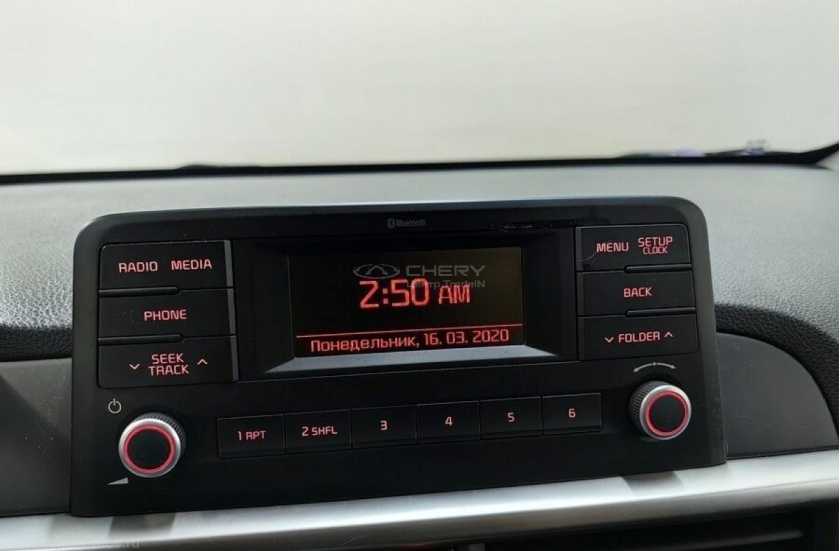 Bluetooth
RADIO MEDIA
PHONE
SEEK
TRACK
CHERY
TradeIN
2:50 AM
Понедельник, 16. 03. 2020
MENU SETUP
CLOCK
BACK
FOLDER
1 RPT 2 SHFL 3 4 5 6